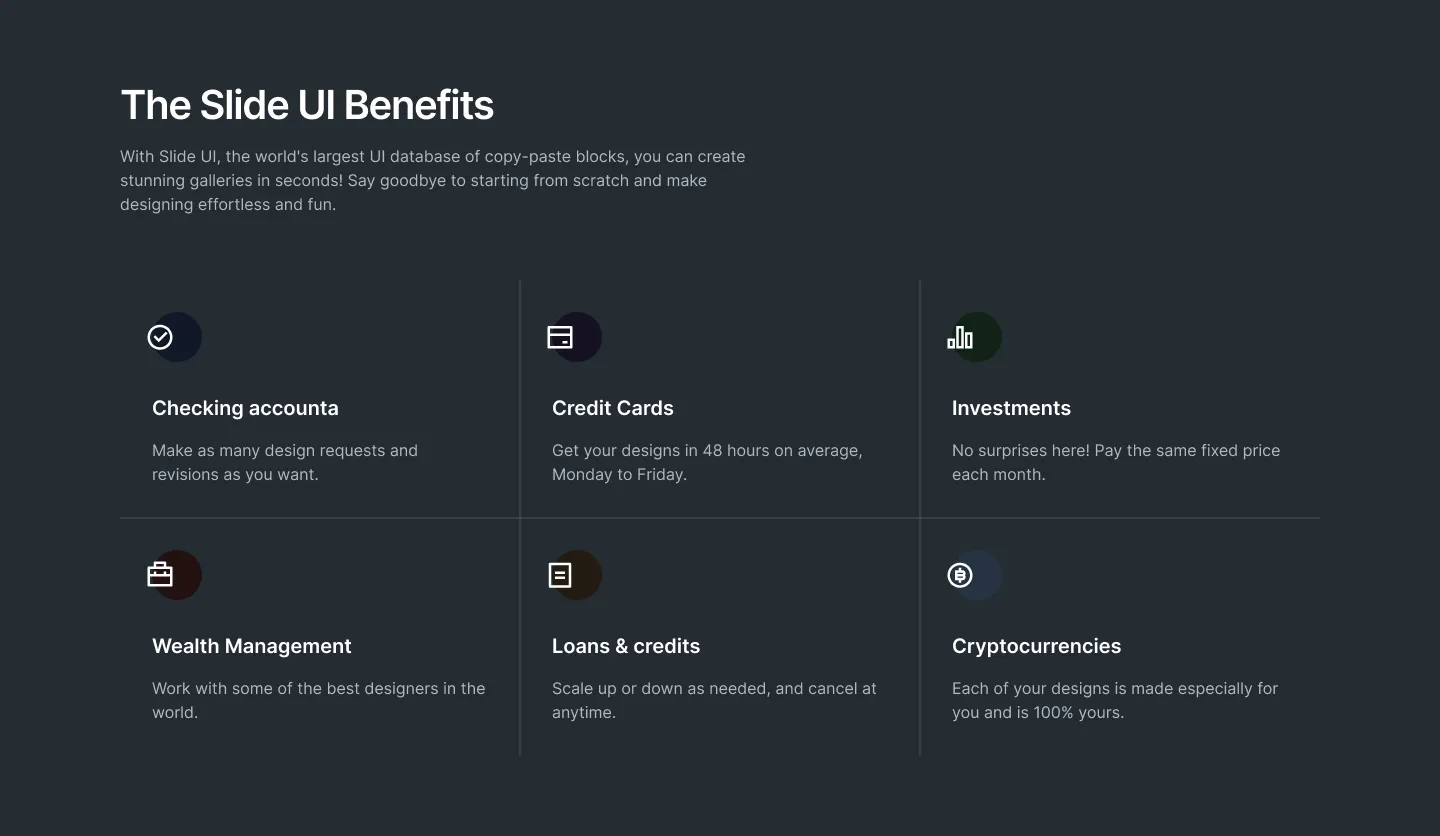 The Slide UI Benefits
With Slide UI, the world's largest UI database of copy-paste blocks, you can create
stunning galleries in seconds! Say goodbye to starting from scratch and make
designing effortless and fun.
Checking accounta
Make as many design requests and
revisions as you want.
Credit Cards
Get your designs in 48 hours on average,
Monday to Friday.
Investments
No surprises here! Pay the same fixed price
each month.
Wealth Management
Work with some of the best designers in the
world.
Loans & credits
Scale up or down as needed, and cancel at
anytime.
Cryptocurrencies
Each of your designs is made especially for
you and is 100% yours.